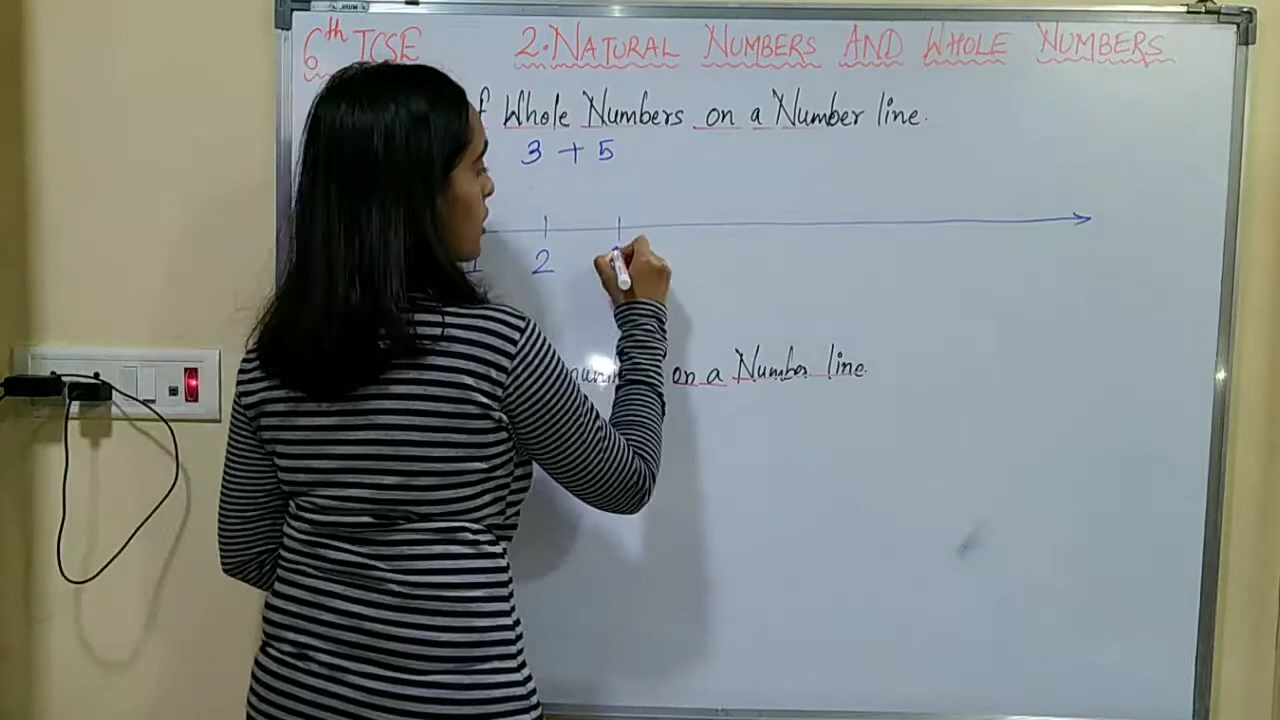 6th ICSE 2. NATURAL NUMBERS AND WHOLE NUMBERS
Whole Numbers on a Number line.
3 + 5
1 2
on a Number line